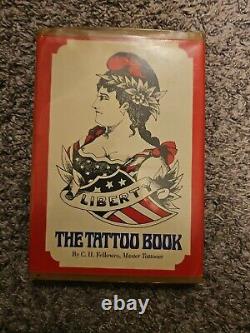 LIBERTY
THE TATTOO BOOK
By C. H. Fellowes, Master Tattooer